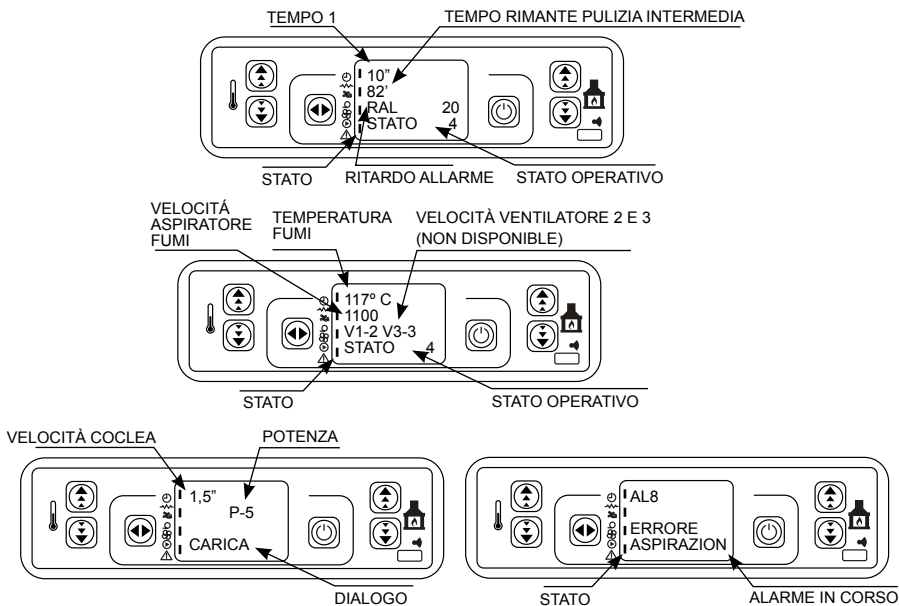 TEMPO 1
TEMPO RIMANTE PULIZIA INTERMEDIA
10”
82’
RAL 20
STATO 4
STATO
RITARDO ALLARME
STATO OPERATIVO
VELOCITÁ
ASPIRATORE
FUMI
TEMPERATURA
FUMI
VELOCITÀ VENTILATORE 2 E 3
(NON DISPONIBLE)
117º C
1100
V1-2 V3-3
STATO 4
STATO
STATO OPERATIVO
VELOCITÀ COCLEA
POTENZA
1,5”
P-5
CARICA
DIALOGO
AL8
ERRORE
ASPIRAZION
STATO
ALARME IN CORSO